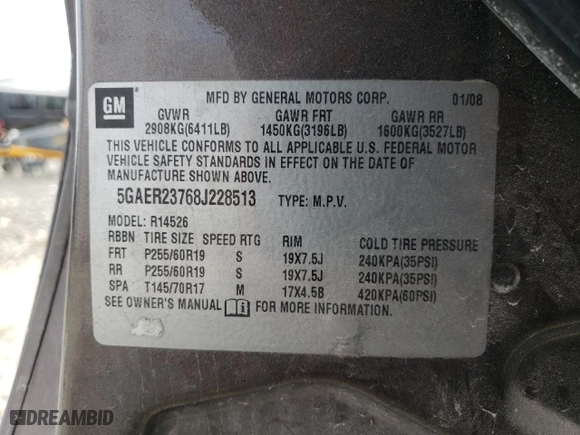 GM
MFD BY GENERAL MOTORS CORP. 01/08
GVWR GAWR FRT GAWR RR
2908KG(6411LB) 1450KG(3196LB) 1600KG(3527LB)
THIS VEHICLE CONFORMS TO ALL APPLICABLE U.S. FEDERAL MOTOR
VEHICLE SAFETY STANDARDS IN EFFECT ON THE DATE OF
MANUFACTURE SHOWN ABOVE.
5GAER23768J228513 TYPE: M.P.V.
MODEL: R14526
RBBN TIRE SIZE SPEED RTG RIM COLD TIRE PRESSURE
FRT P255/60R19 S 19X7.5J 240KPA(35PSI)
RR P255/60R19 S 19X7.5J 240KPA(35PSI)
SPA T145/70R17 M 17X4.5B 420KPA(60PSI)
SEE OWNER'S MANUAL FOR MORE INFORMATION.
DREAMBID